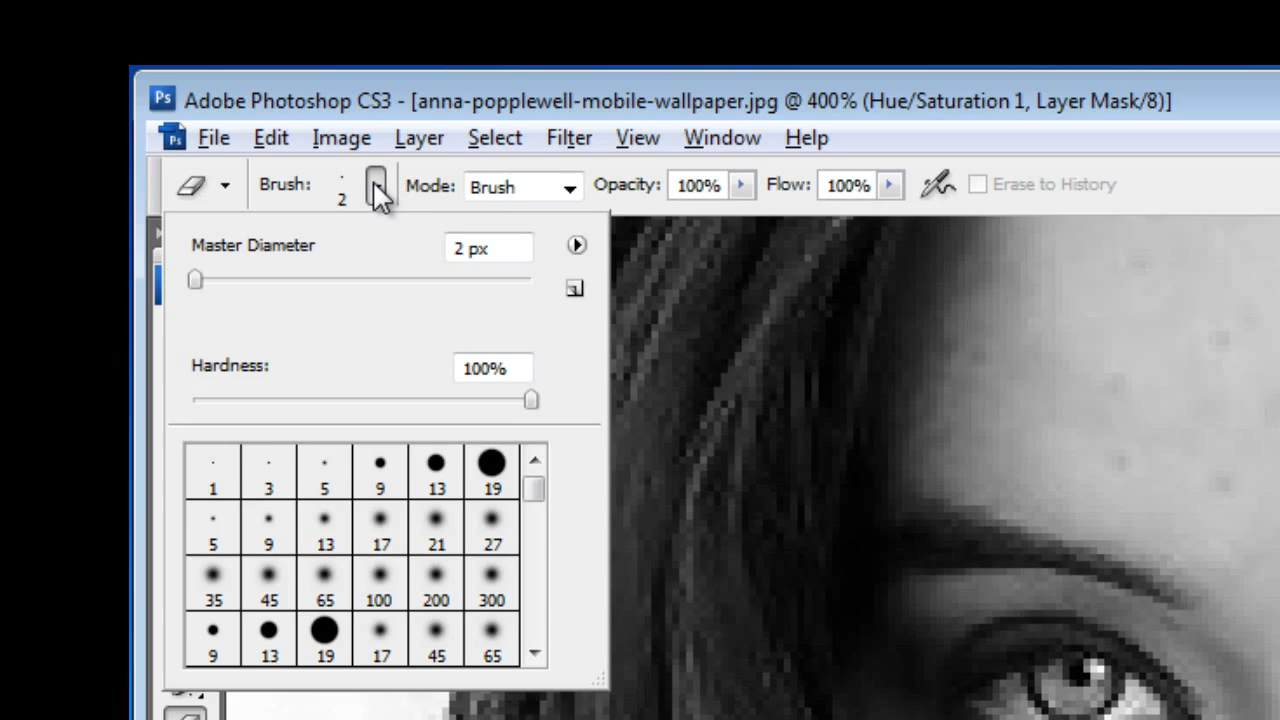 Ps Adobe Photoshop CS3 - [anna-popplewell-mobile-wallpaper.jpg @ 400% (Hue/Saturation 1, Layer Mask/8)]
Ps File Edit Image Layer Select Filter View Window Help
Brush: 2 Mode: Brush Opacity: 100% Flow: 100% Erase to History
Master Diameter 2 px
Hardness: 100%
1 3 5 9 13 19
5 9 13 17 21 27
35 45 65 100 200 300
9 13 19 17 45 65